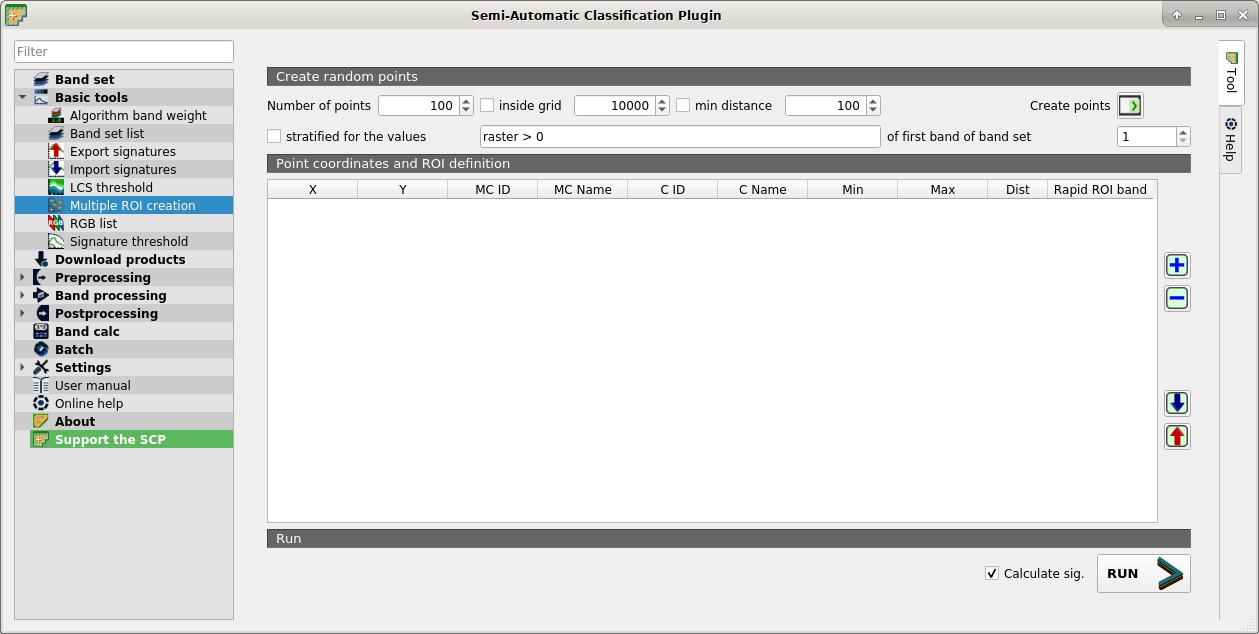 Semi-Automatic Classification Plugin
Filter
Band set
Basic tools
Algorithm band weight
Band set list
Export signatures
Import signatures
LCS threshold
Multiple ROI creation
RGB list
Signature threshold
Download products
Preprocessing
Band processing
Postprocessing
Band calc
Batch
Settings
User manual
Online help
About
Support the SCP
Create random points
Number of points 100 inside grid 10000 min distance 100 Create points
stratified for the values raster > 0 of first band of band set 1
Point coordinates and ROI definition
X Y MC ID MC Name C ID C Name Min Max Dist Rapid ROI band
Run
Calculate sig. RUN
Tool
Help